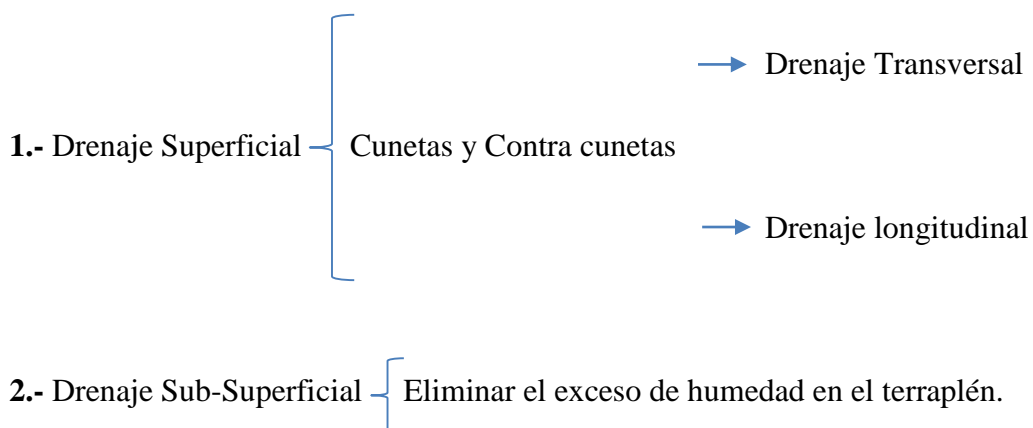 Drenaje Transversal
1.- Drenaje Superficial
Cunetas y Contra cunetas
Drenaje longitudinal
2.- Drenaje Sub-Superficial
Eliminar el exceso de humedad en el terraplén.